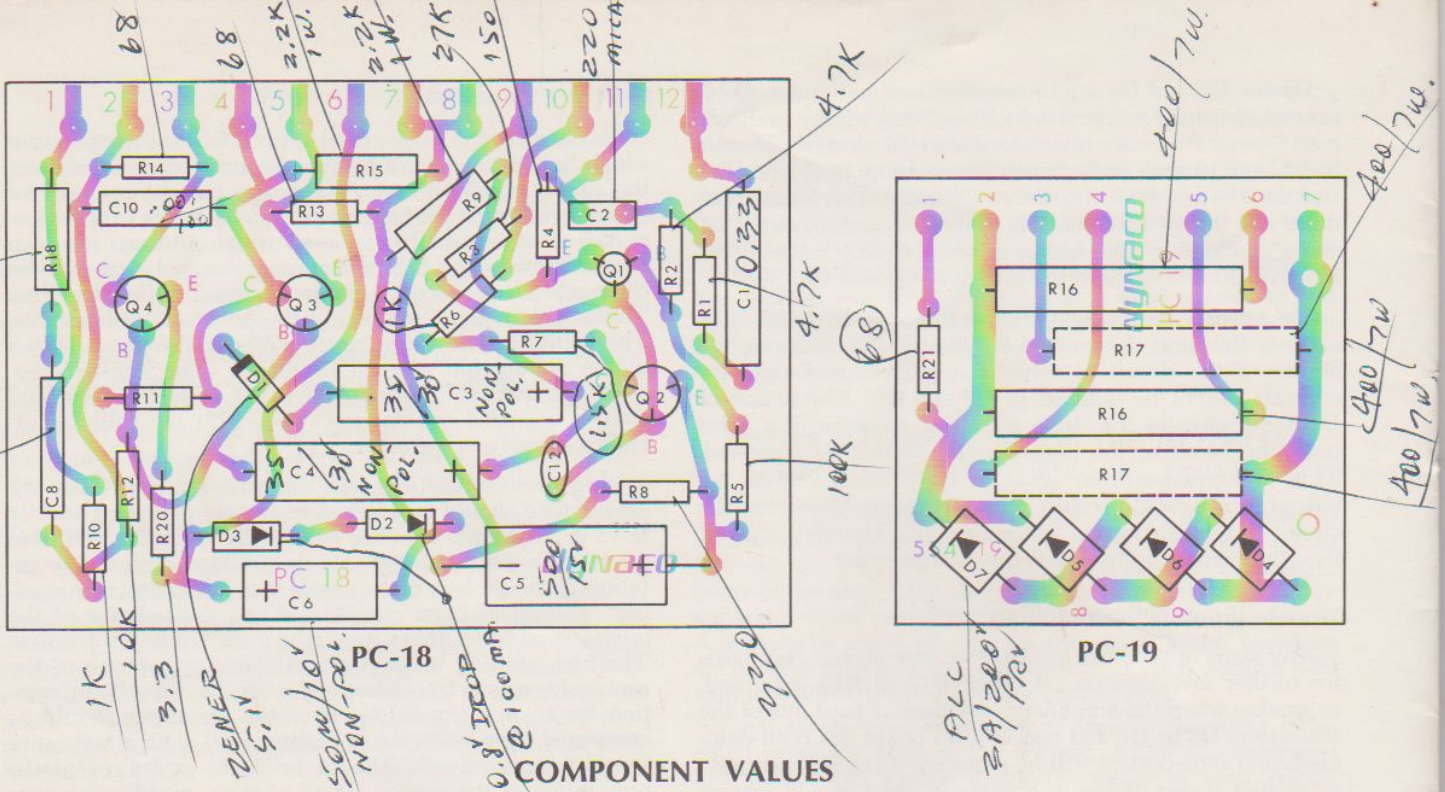 68
68
2.2K
1W.
2.2K
1W.
27K
150
220
MICA
4.7K
400/7W.
400/7W.
1 2 3 4 5 6 7 8 9 10 11 12
R14
R15
C10 .001
R13
R9
R3
R4
C2
R18
C E
Q4
B
C E
Q3
B
1K
R6
E B
Q1
C
R2
R1
C1 0.33
4.7K
R7
D1
R11
C3 35
30V
NON
POL.
+
1.5K
C
Q2 E
B
C4 35
30V
NON
POL.
+
C12
C8
R12
R10
R20
R8
R5
100K
D3
D2
PC 18
+
C6
C5 500
dynaco
+
PC-18
1K
10K
3.3
ZENER
5.1V
50M/10V
NON-POL.
0.8V DROP
@ 100MA.
220
1 2 3 4 5 6 7
dynaco
PC 19
R16
R17
68
R21
R16
400/7W
R17
400/7W.
554 19
D7
D5
D6
D4
8
9
PC-19
ALL
2A/200V
PRV
COMPONENT VALUES